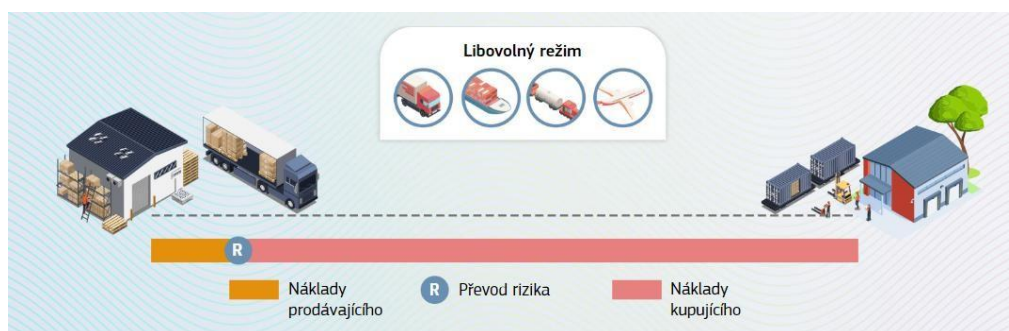 Libovolný režim
R
Náklady
prodávajícího
R
Převod rizika
Náklady
kupujícího